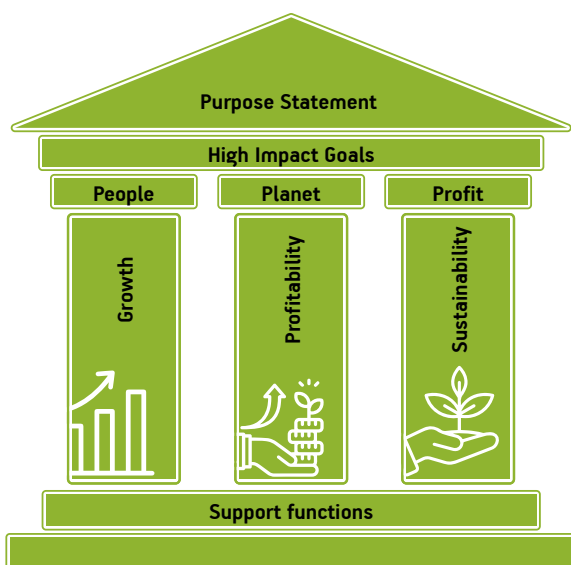 Purpose Statement
High Impact Goals
People
Planet
Profit
Growth
Profitability
Sustainability
Support functions